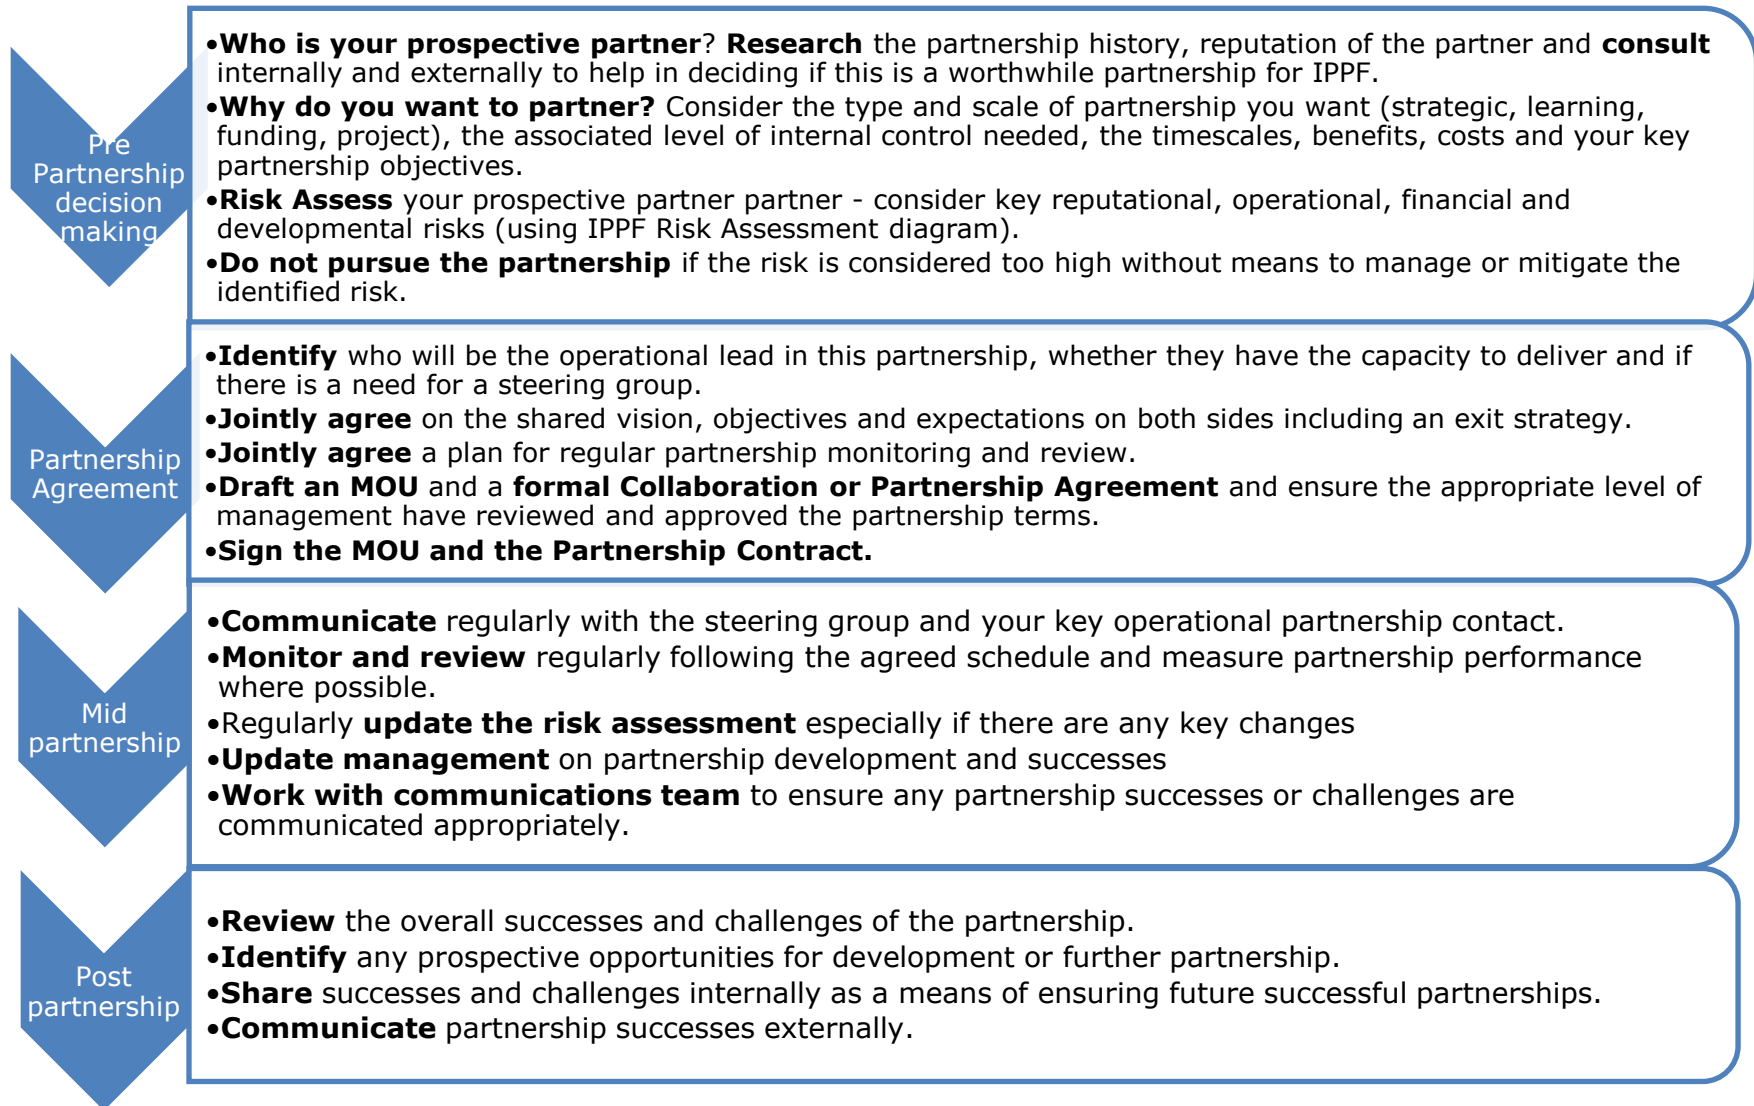 Pre
Partnership
decision
making
•Who is your prospective partner? Research the partnership history, reputation of the partner and consult
internally and externally to help in deciding if this is a worthwhile partnership for IPPF.
•Why do you want to partner? Consider the type and scale of partnership you want (strategic, learning,
funding, project), the associated level of internal control needed, the timescales, benefits, costs and your key
partnership objectives.
•Risk Assess your prospective partner partner - consider key reputational, operational, financial and
developmental risks (using IPPF Risk Assessment diagram).
•Do not pursue the partnership if the risk is considered too high without means to manage or mitigate the
identified risk.
Partnership
Agreement
•Identify who will be the operational lead in this partnership, whether they have the capacity to deliver and if
there is a need for a steering group.
•Jointly agree on the shared vision, objectives and expectations on both sides including an exit strategy.
•Jointly agree a plan for regular partnership monitoring and review.
•Draft an MOU and a formal Collaboration or Partnership Agreement and ensure the appropriate level of
management have reviewed and approved the partnership terms.
•Sign the MOU and the Partnership Contract.
Mid
partnership
•Communicate regularly with the steering group and your key operational partnership contact.
•Monitor and review regularly following the agreed schedule and measure partnership performance
where possible.
•Regularly update the risk assessment especially if there are any key changes
•Update management on partnership development and successes
•Work with communications team to ensure any partnership successes or challenges are
communicated appropriately.
Post
partnership
•Review the overall successes and challenges of the partnership.
•Identify any prospective opportunities for development or further partnership.
•Share successes and challenges internally as a means of ensuring future successful partnerships.
•Communicate partnership successes externally.